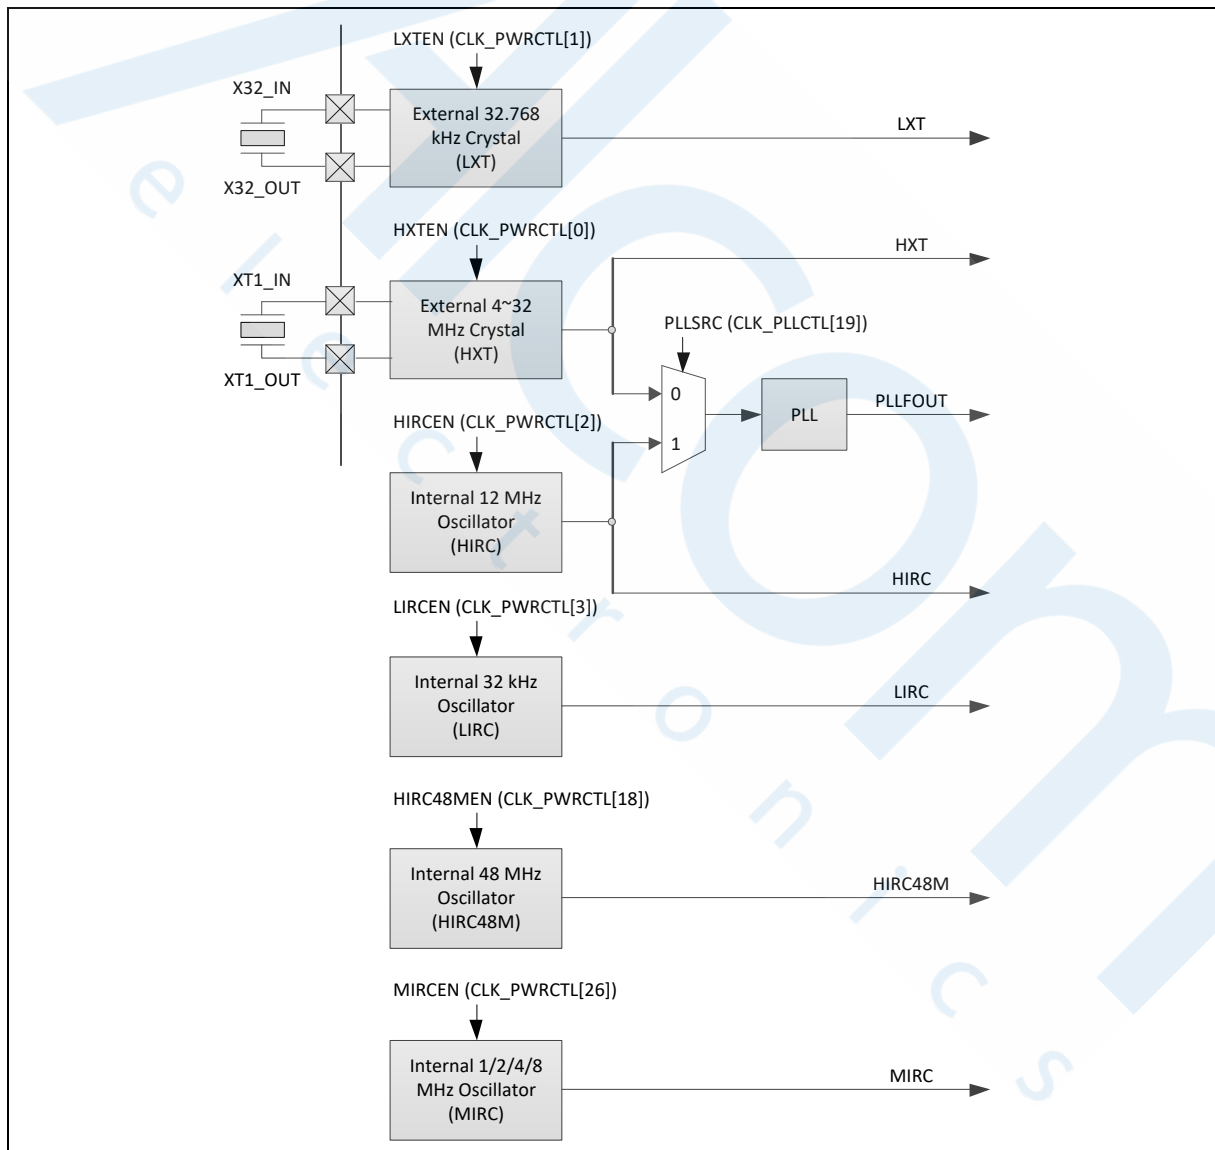 LXTEN (CLK_PWRCTL[1])
X32_IN
External 32.768
kHz Crystal
(LXT)
LXT
X32_OUT
HXTEN (CLK_PWRCTL[0])
HXT
XT1_IN
External 4~32
MHz Crystal
(HXT)
XT1_OUT
PLLSRC (CLK_PLLCTL[19])
0
1
PLL
PLLFOUT
HIRCEN (CLK_PWRCTL[2])
Internal 12 MHz
Oscillator
(HIRC)
HIRC
LIRCEN (CLK_PWRCTL[3])
Internal 32 kHz
Oscillator
(LIRC)
LIRC
HIRC48MEN (CLK_PWRCTL[18])
Internal 48 MHz
Oscillator
(HIRC48M)
HIRC48M
MIRCEN (CLK_PWRCTL[26])
Internal 1/2/4/8
MHz Oscillator
(MIRC)
MIRC
electronics